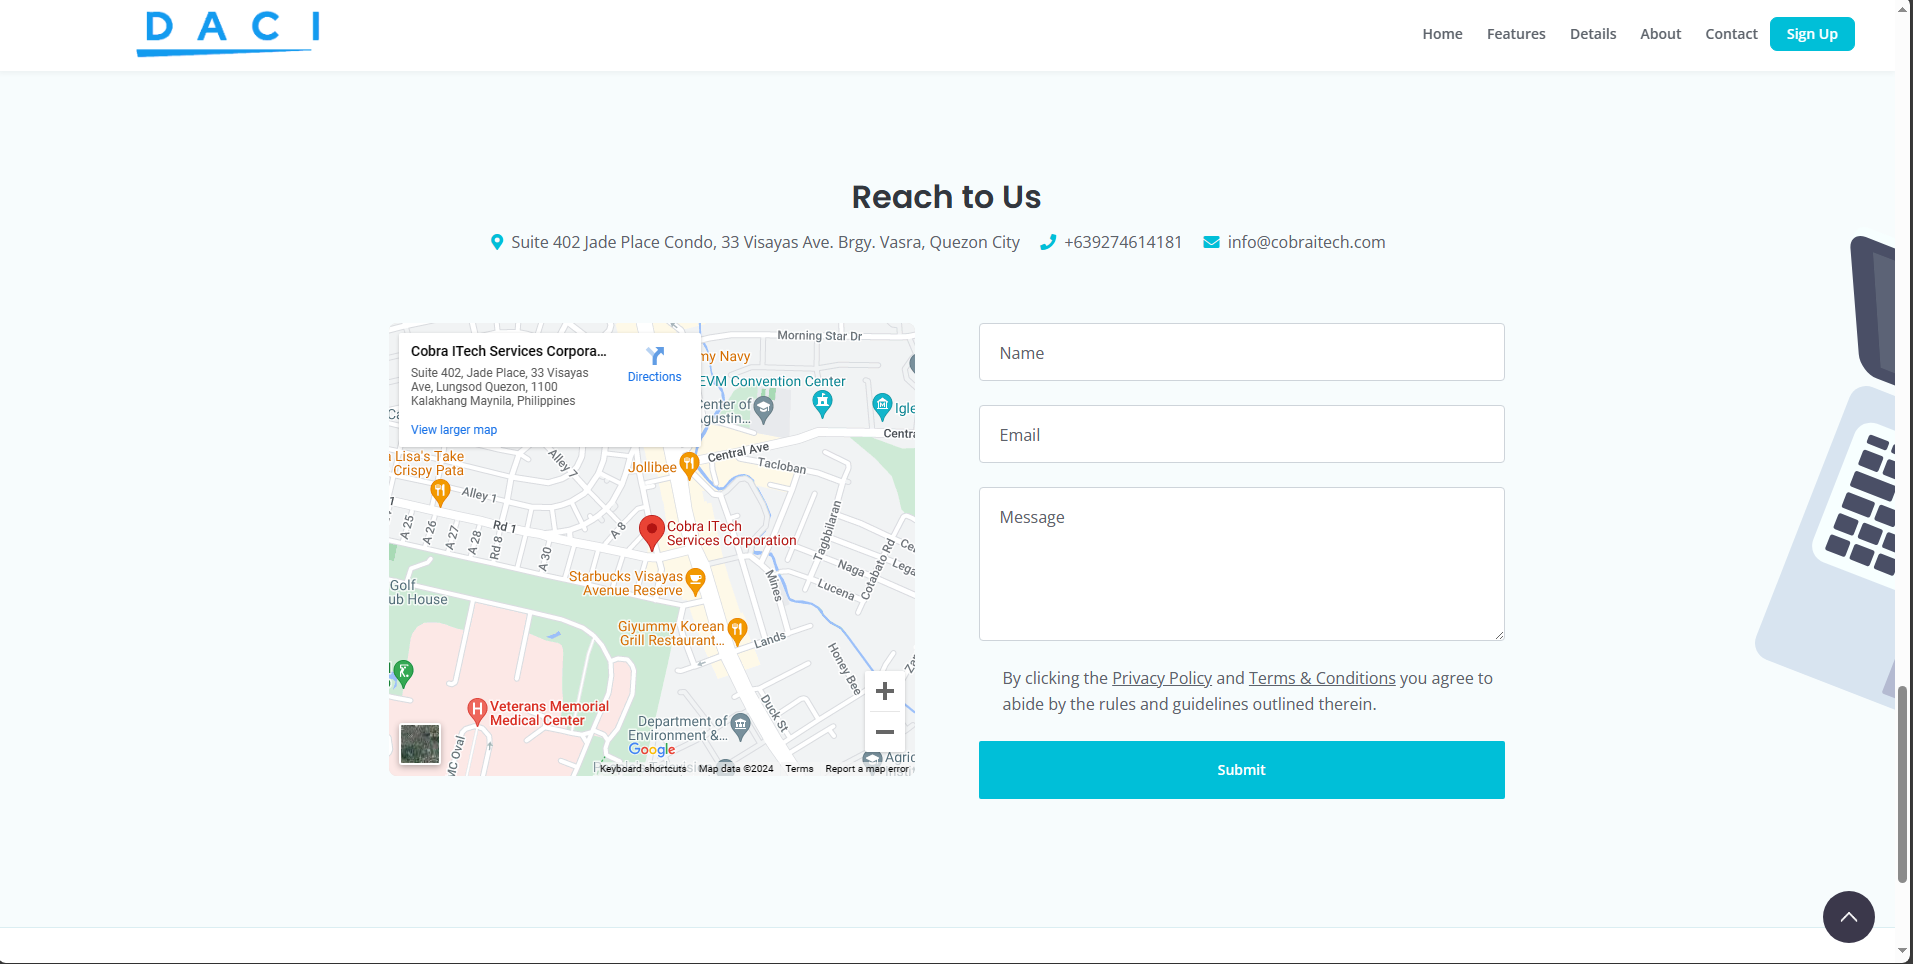 D A C I
Home Features Details About Contact Sign Up
Reach to Us
Suite 402 Jade Place Condo, 33 Visayas Ave. Brgy. Vasra, Quezon City +639274614181 info@cobraitech.com
Cobra ITech Services Corpora...
Suite 402, Jade Place, 33 Visayas
Ave, Lungsod Quezon, 1100
Kalakhang Maynila, Philippines
Directions
View larger map
Morning Star Dr
my Navy
EVM Convention Center
Center of
gustin...
Igle
Centra
Central Ave
Tacloban
Lisa's Take
Crispy Pata
Alley 7
Jollibee
Alley 1
Rd 1
A 25
A 26
A 27
A 28
Rd 8
A 30
A 8
Cobra ITech
Services Corporation
Tagbbilaran
Naga
Lucena
Cotabato Rd
Lega
Mines
Starbucks Visayas
Avenue Reserve
Golf
ub House
Giyummy Korean
Grill Restaurant...
Lands
Honey Bee
Duck St
Veterans Memorial
Medical Center
MC Oval
Department of
Environment &...
Agric
Google
Keyboard shortcuts Map data ©2024 Terms Report a map error
Name
Email
Message
By clicking the Privacy Policy and Terms & Conditions you agree to
abide by the rules and guidelines outlined therein.
Submit